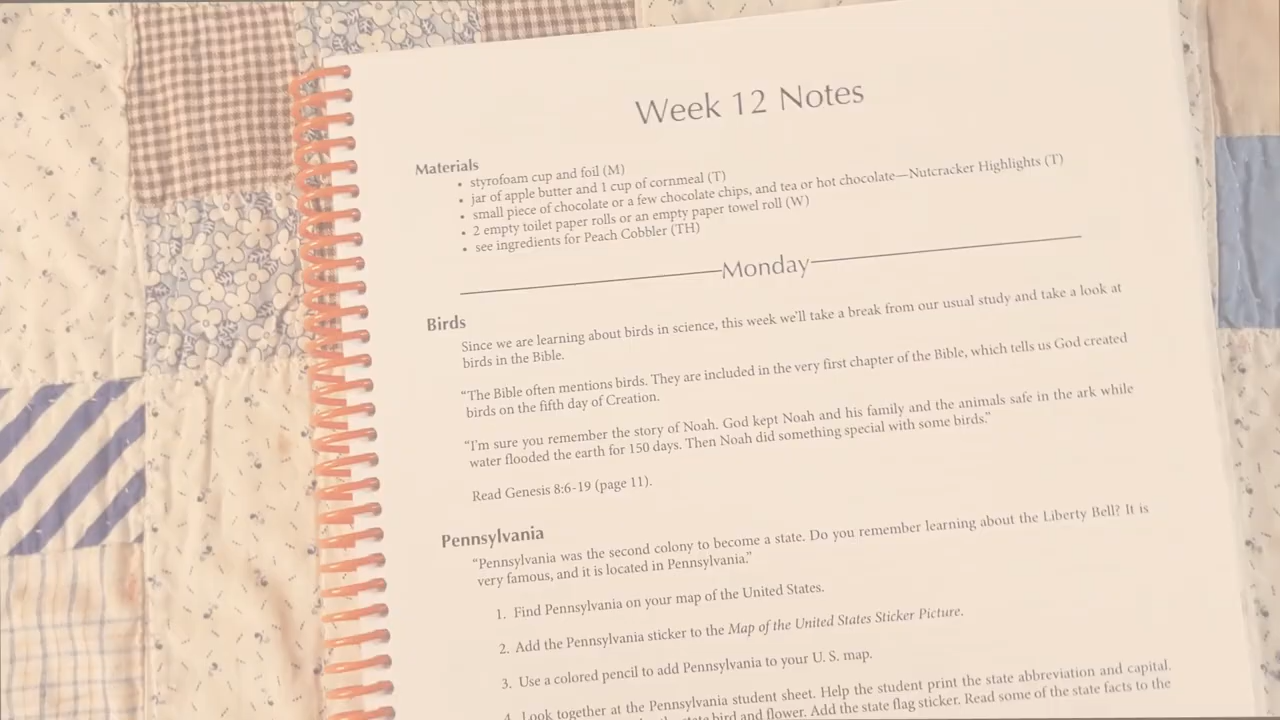 Week 12 Notes
Materials
• styrofoam cup and foil (M)
• jar of apple butter and 1 cup of cornmeal (T)
• small piece of chocolate or a few chocolate chips, and tea or hot chocolate—Nutcracker Highlights (T)
• 2 empty toilet paper rolls or an empty paper towel roll (W)
• see ingredients for Peach Cobbler (TH)
Monday
Birds
Since we are learning about birds in science, this week we'll take a break from our usual study and take a look at
birds in the Bible.
“The Bible often mentions birds. They are included in the very first chapter of the Bible, which tells us God created
birds on the fifth day of Creation.
“I'm sure you remember the story of Noah. God kept Noah and his family and the animals safe in the ark while
water flooded the earth for 150 days. Then Noah did something special with some birds.”
Read Genesis 8:6-19 (page 11).
Pennsylvania
“Pennsylvania was the second colony to become a state. Do you remember learning about the Liberty Bell? It is
very famous, and it is located in Pennsylvania.”
1. Find Pennsylvania on your map of the United States.
2. Add the Pennsylvania sticker to the Map of the United States Sticker Picture.
3. Use a colored pencil to add Pennsylvania to your U. S. map.
4. Look together at the Pennsylvania student sheet. Help the student print the state abbreviation and capital.
bird and flower. Add the state flag sticker. Read some of the state facts to the